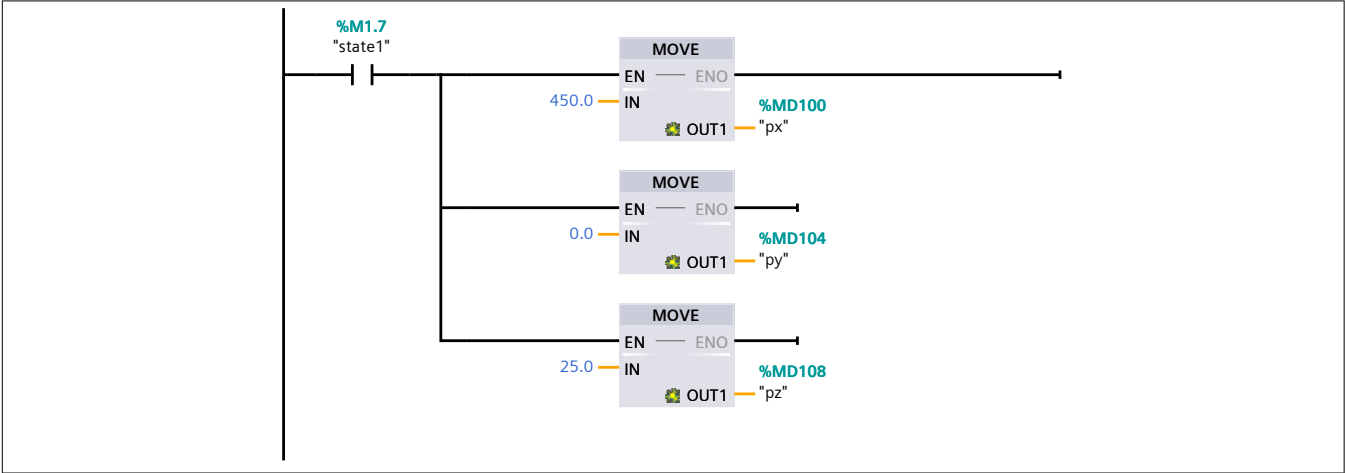 %M1.7
"state1"
MOVE
EN ENO
450.0 IN
%MD100
OUT1 "px"
MOVE
EN ENO
0.0 IN
%MD104
OUT1 "py"
MOVE
EN ENO
25.0 IN
%MD108
OUT1 "pz"